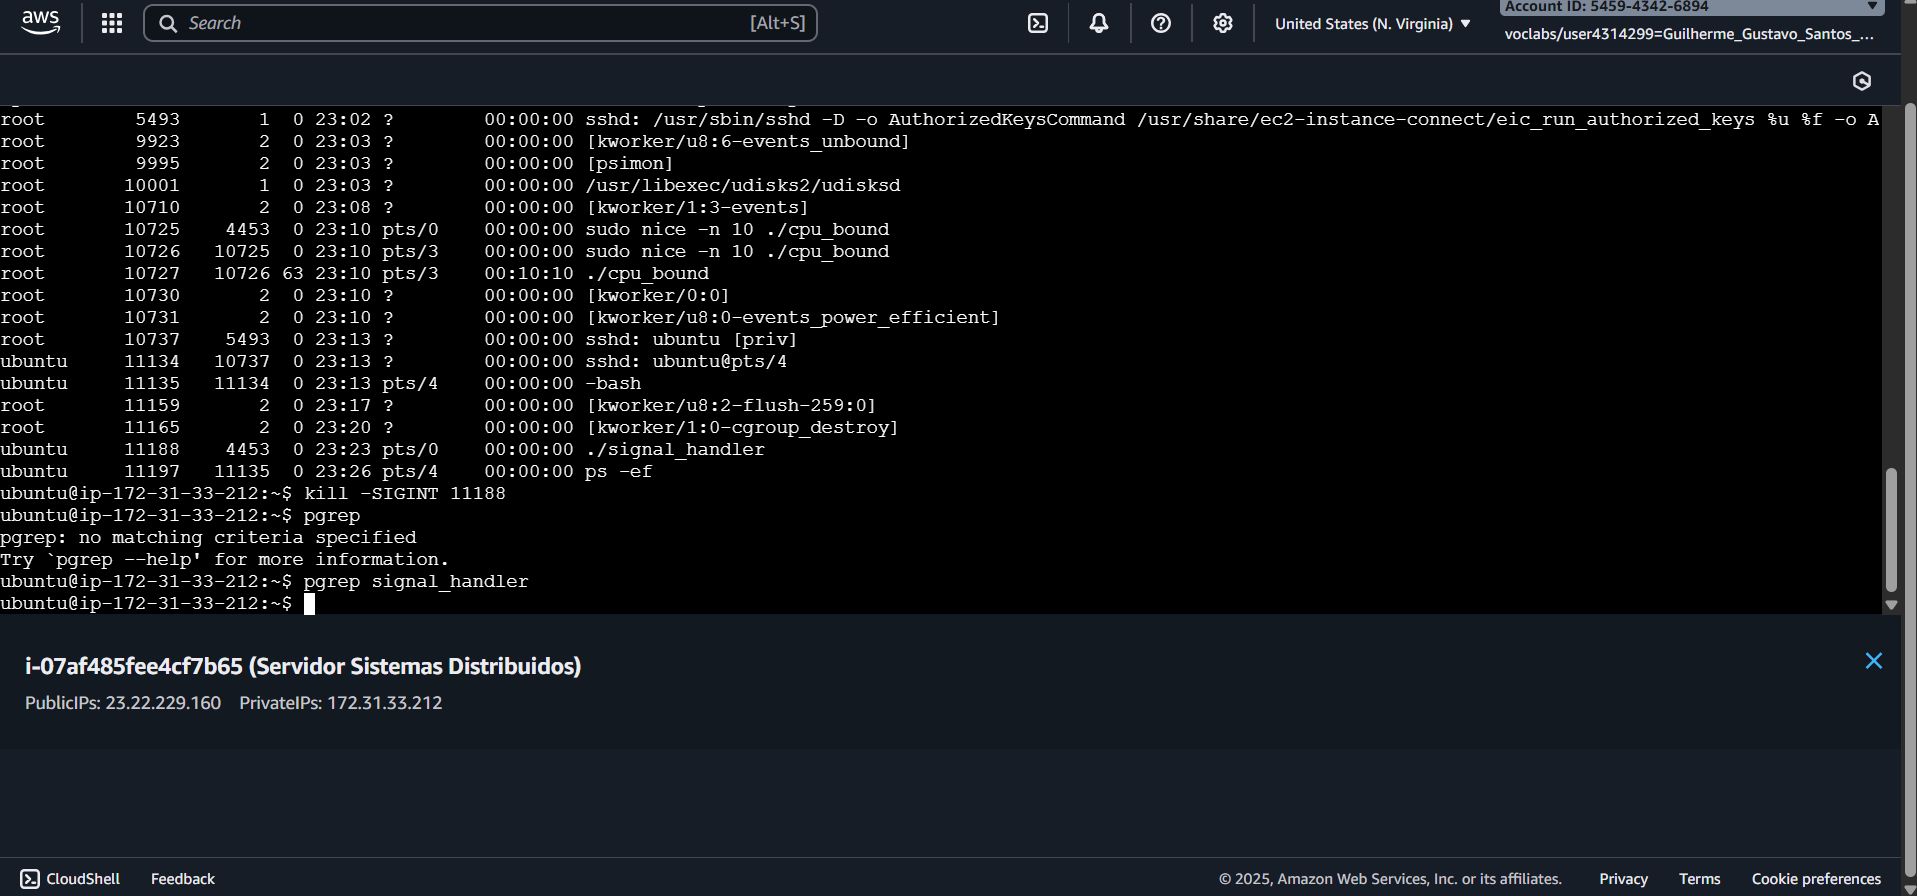 aws
Search [Alt+S]
United States (N. Virginia)
Account ID: 5459-4342-6894
voclabs/user4314299=Guilherme_Gustavo_Santos_...
root 5493 1 0 23:02 ? 00:00:00 sshd: /usr/sbin/sshd -D -o AuthorizedKeysCommand /usr/share/ec2-instance-connect/eic_run_authorized_keys %u %f -o A
root 9923 2 0 23:03 ? 00:00:00 [kworker/u8:6-events_unbound]
root 9995 2 0 23:03 ? 00:00:00 [psimon]
root 10001 1 0 23:03 ? 00:00:00 /usr/libexec/udisks2/udisksd
root 10710 2 0 23:08 ? 00:00:00 [kworker/1:3-events]
root 10725 4453 0 23:10 pts/0 00:00:00 sudo nice -n 10 ./cpu_bound
root 10726 10725 0 23:10 pts/3 00:00:00 sudo nice -n 10 ./cpu_bound
root 10727 10726 63 23:10 pts/3 00:10:10 ./cpu_bound
root 10730 2 0 23:10 ? 00:00:00 [kworker/0:0]
root 10731 2 0 23:10 ? 00:00:00 [kworker/u8:0-events_power_efficient]
root 10737 5493 0 23:13 ? 00:00:00 sshd: ubuntu [priv]
ubuntu 11134 10737 0 23:13 ? 00:00:00 sshd: ubuntu@pts/4
ubuntu 11135 11134 0 23:13 pts/4 00:00:00 -bash
root 11159 2 0 23:17 ? 00:00:00 [kworker/u8:2-flush-259:0]
root 11165 2 0 23:20 ? 00:00:00 [kworker/1:0-cgroup_destroy]
ubuntu 11188 4453 0 23:23 pts/0 00:00:00 ./signal_handler
ubuntu 11197 11135 0 23:26 pts/4 00:00:00 ps -ef
ubuntu@ip-172-31-33-212:~$ kill -SIGINT 11188
ubuntu@ip-172-31-33-212:~$ pgrep
pgrep: no matching criteria specified
Try `pgrep --help' for more information.
ubuntu@ip-172-31-33-212:~$ pgrep signal_handler
ubuntu@ip-172-31-33-212:~$
i-07af485fee4cf7b65 (Servidor Sistemas Distribuidos)
PublicIPs: 23.22.229.160 PrivateIPs: 172.31.33.212
CloudShell Feedback © 2025, Amazon Web Services, Inc. or its affiliates. Privacy Terms Cookie preferences